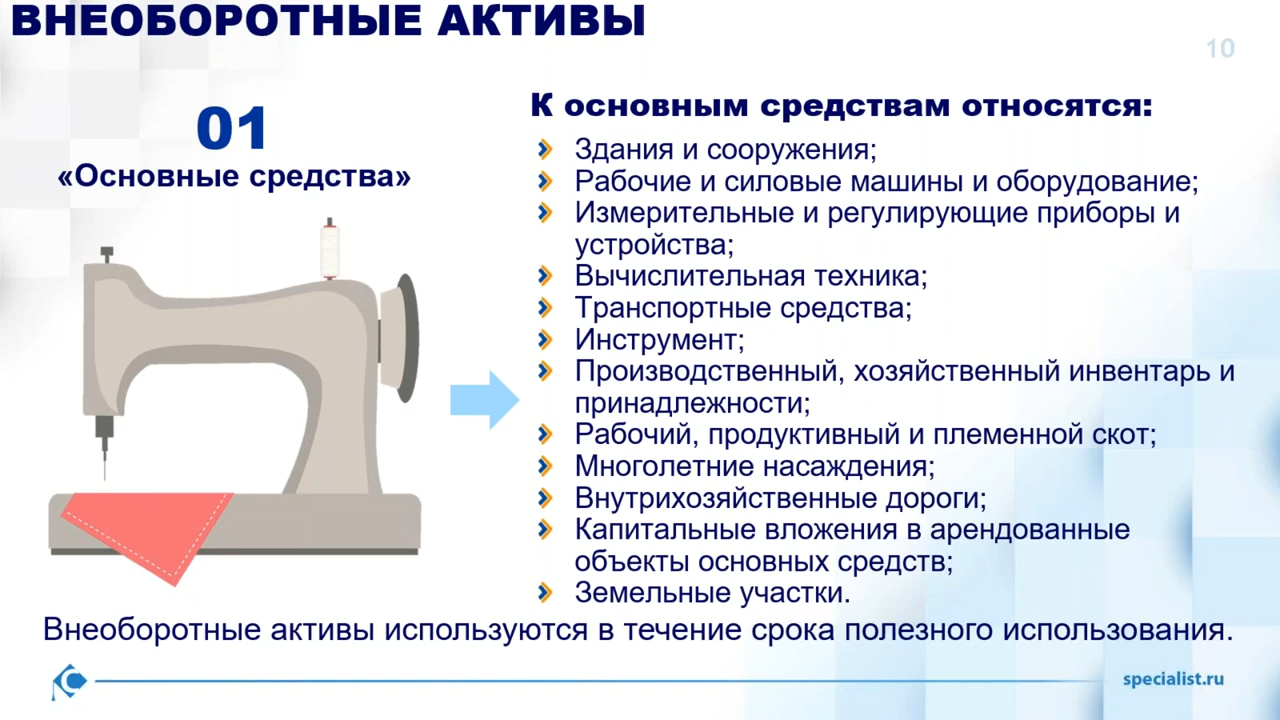 ВНЕОБОРОТНЫЕ АКТИВЫ
10
01
«Основные средства»
К основным средствам относятся:
Здания и сооружения;
Рабочие и силовые машины и оборудование;
Измерительные и регулирующие приборы и
устройства;
Вычислительная техника;
Транспортные средства;
Инструмент;
Производственный, хозяйственный инвентарь и
принадлежности;
Рабочий, продуктивный и племенной скот;
Многолетние насаждения;
Внутрихозяйственные дороги;
Капитальные вложения в арендованные
объекты основных средств;
Земельные участки.
Внеоборотные активы используются в течение срока полезного использования.
specialist.ru